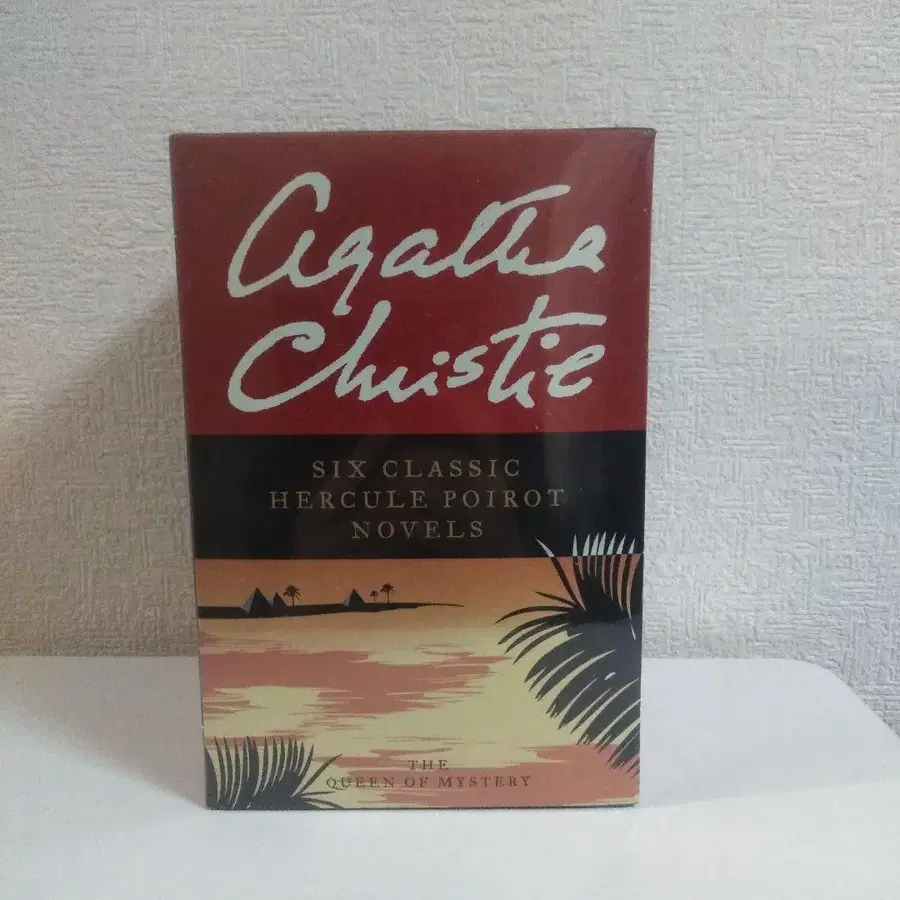 Agatha
Christie
SIX CLASSIC
HERCULE POIROT
NOVELS
THE
QUEEN OF MYSTERY